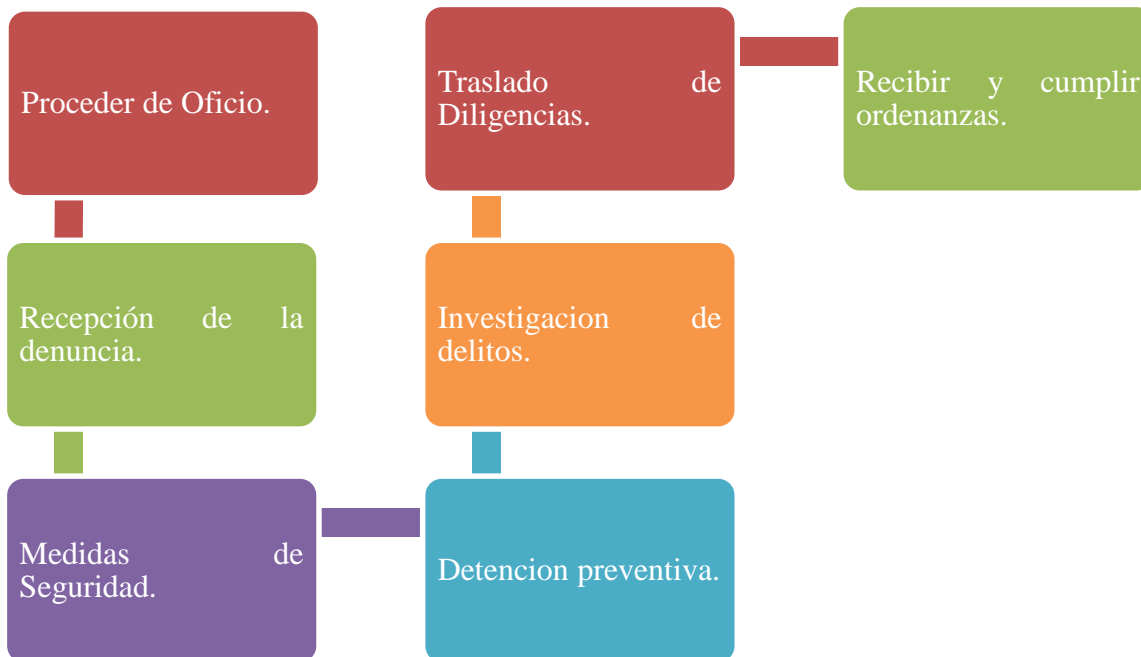 Proceder de Oficio.
Recepción de la
denuncia.
Medidas de
Seguridad.
Detencion preventiva.
Investigacion de
delitos.
Traslado de
Diligencias.
Recibir y cumplir
ordenanzas.